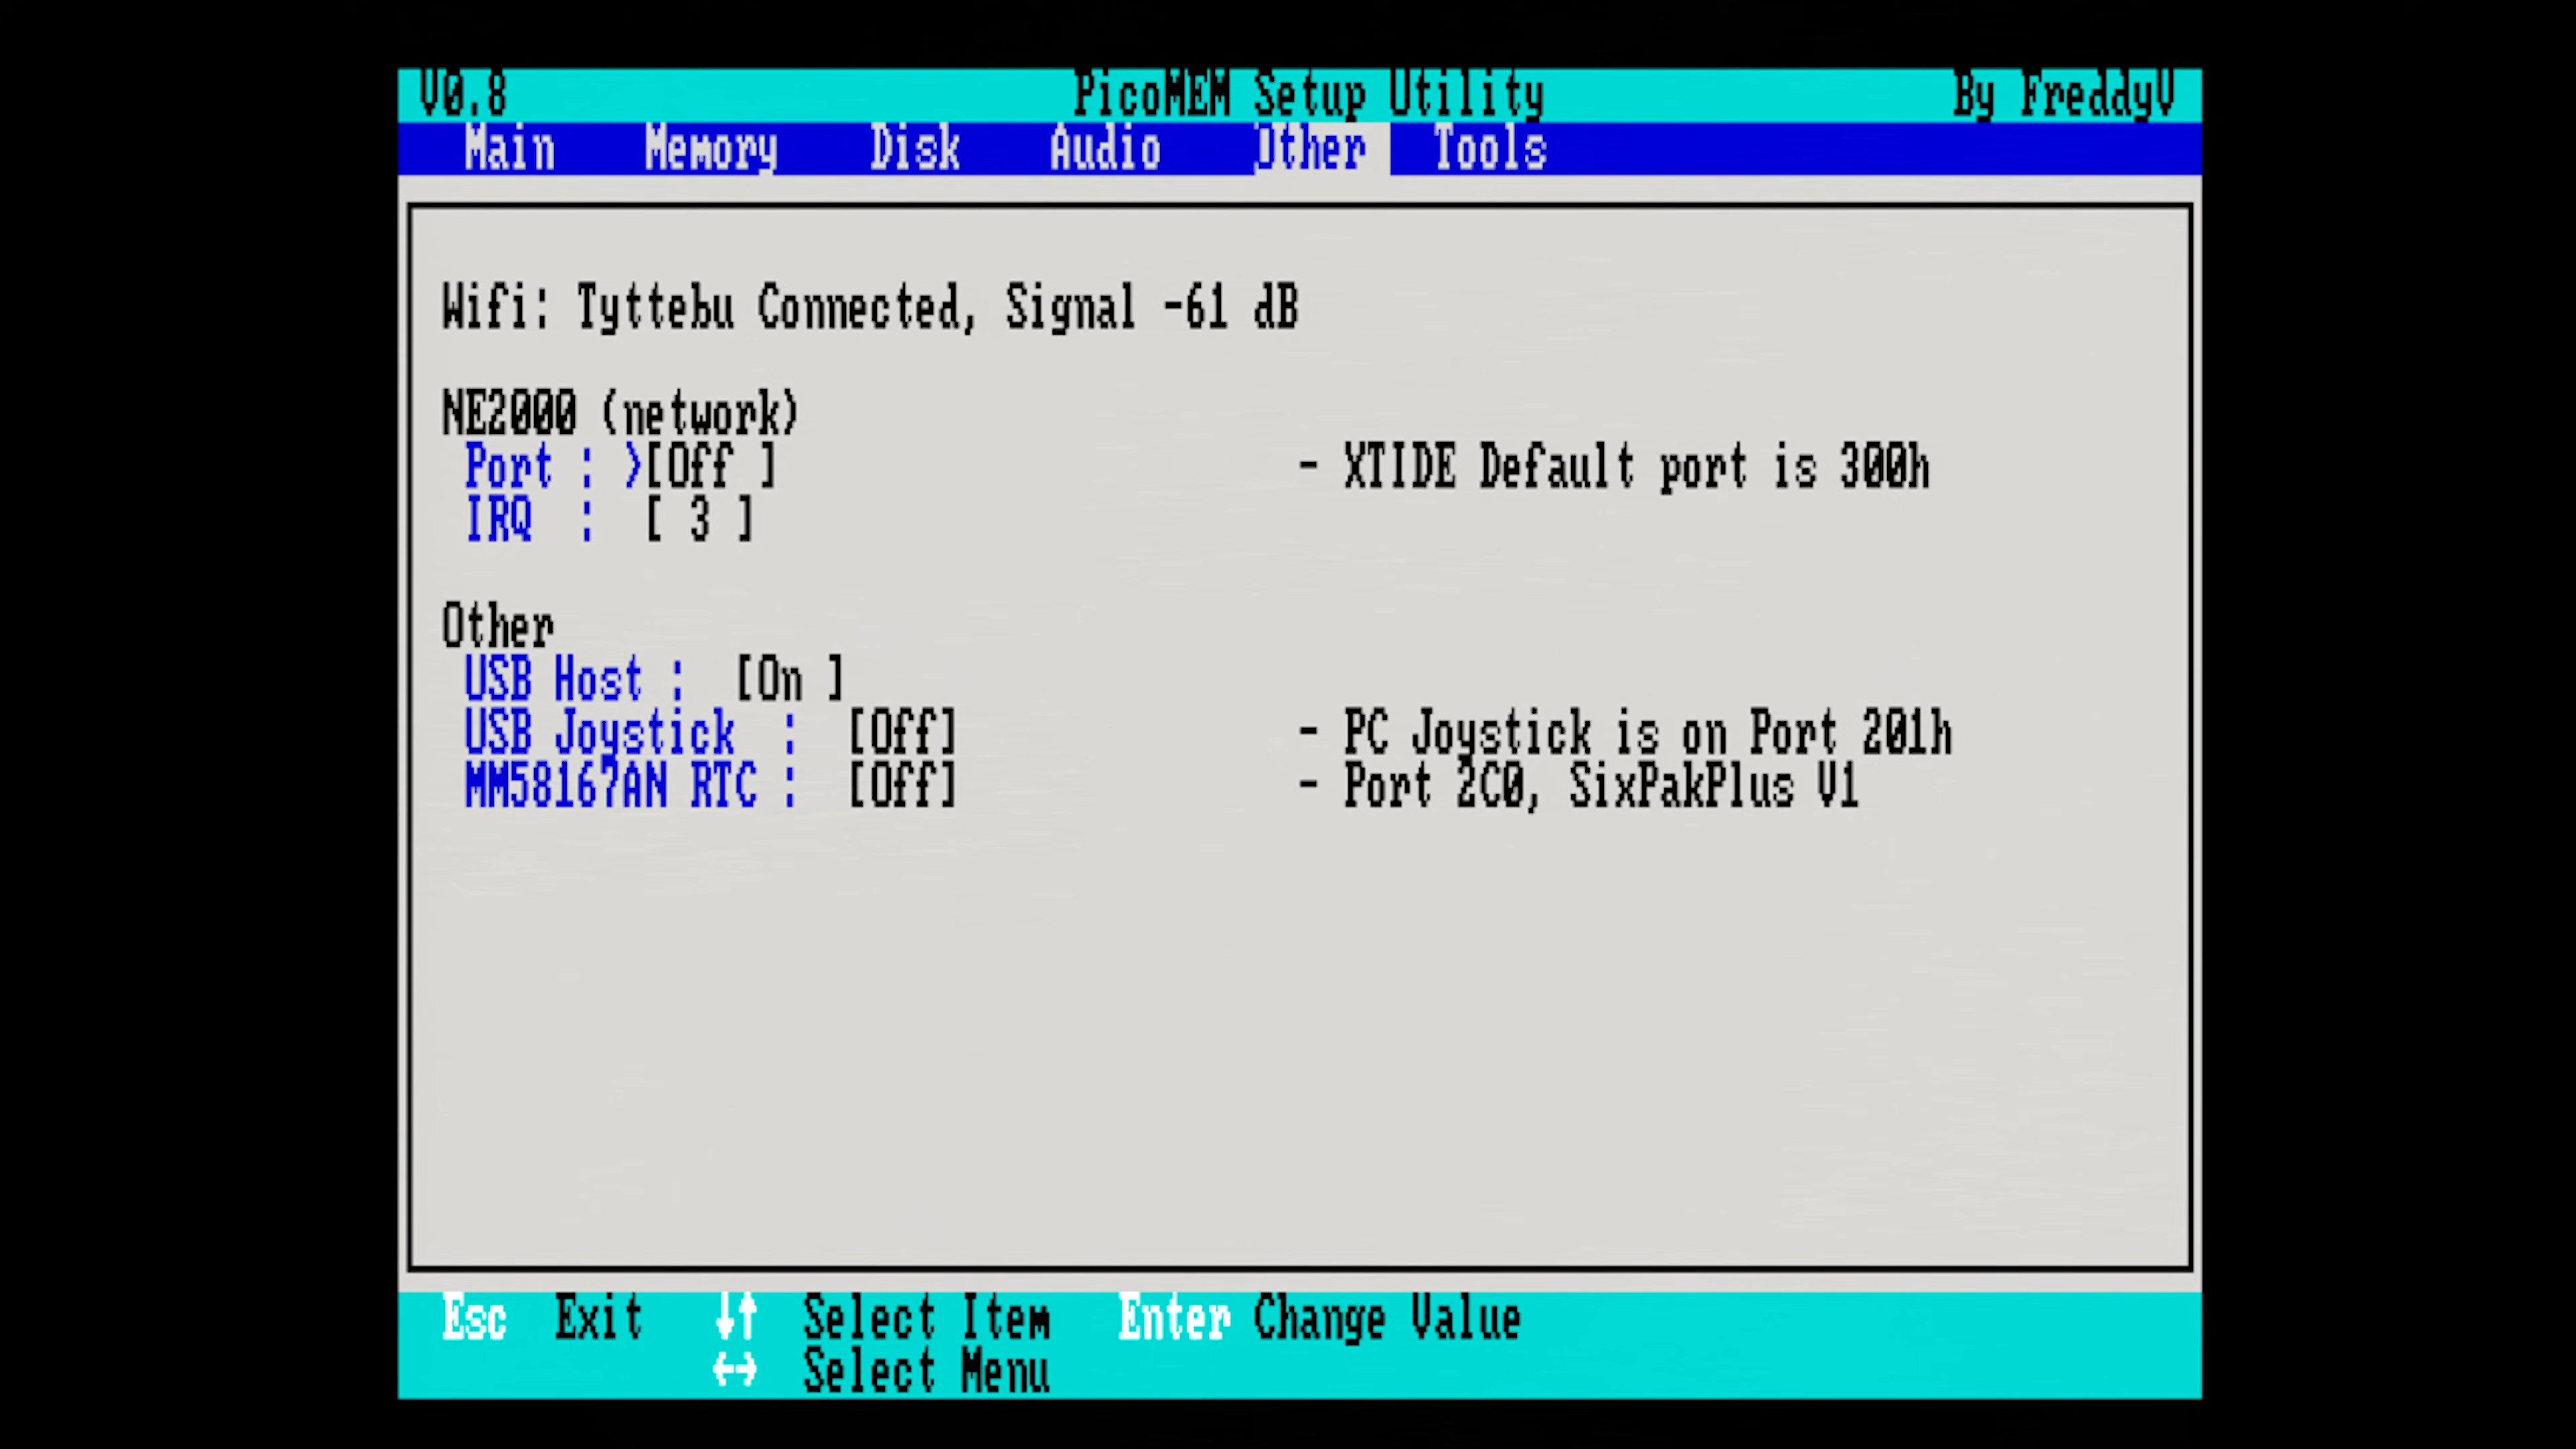 V0.8 PicoMEM Setup Utility By FreddyV
Main Memory Disk Audio Other Tools
Wifi: Tyttebu Connected, Signal -61 dB
NE2000 (network)
Port : >[Off ] - XTIDE Default port is 300h
IRQ : [ 3 ]
Other
USB Host : [On ]
USB Joystick : [Off] - PC Joystick is on Port 201h
MM58167AN RTC : [Off] - Port 2C0, SixPakPlus V1
Esc Exit ↓↑ Select Item Enter Change Value
↔ Select Menu